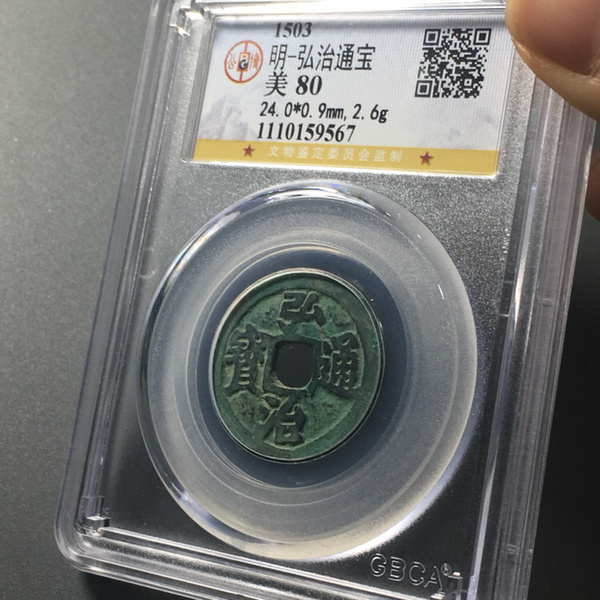 1503
明-弘治通宝
美 80
24.0*0.9mm, 2.6g
1110159567
★ 文物鉴定委员会监制 ★
弘治通寶
GBCA®